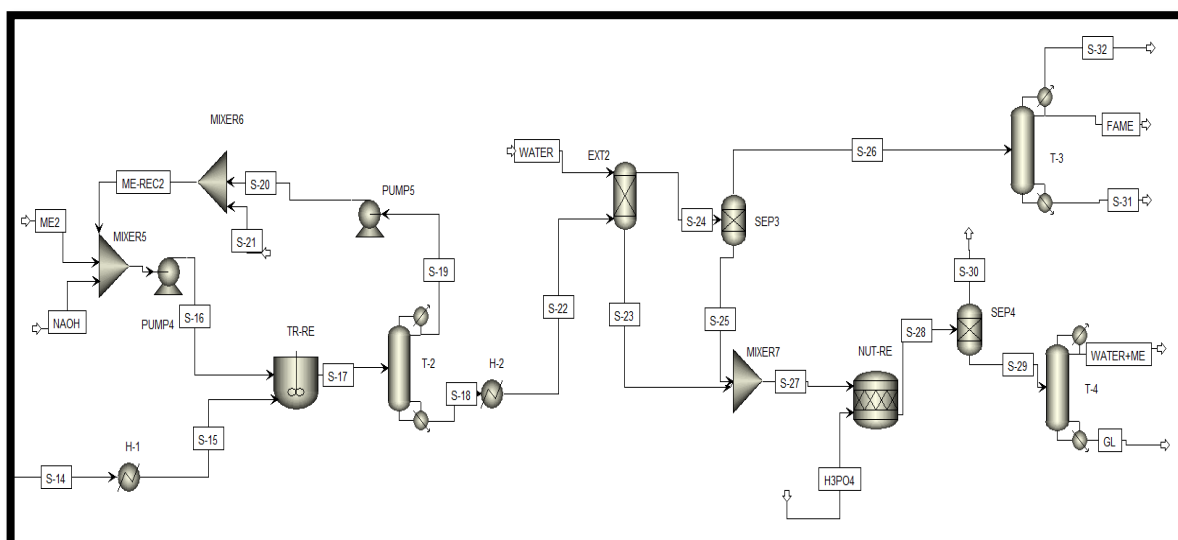 S-32
MIXER6
FAME
WATER
EXT2
S-26
T-3
ME-REC2
S-20
PUMP5
ME2
S-24
SEP3
S-31
MIXER5
S-21
S-19
S-30
S-22
S-23
NAOH
PUMP4
S-16
S-25
SEP4
TR-RE
S-28
MIXER7
NUT-RE
WATER+ME
S-17
T-2
H-2
S-29
S-27
T-4
S-18
S-15
H-1
GL
S-14
H3PO4